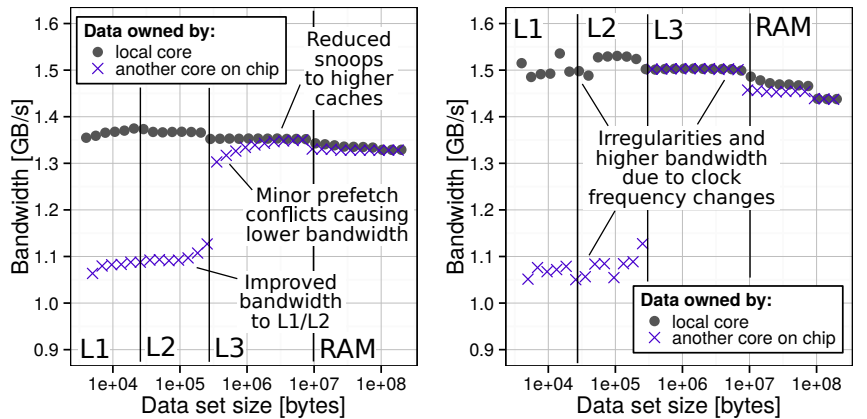 Data owned by:
local core
another core on chip
Reduced
snoops
to higher
caches
Minor prefetch
conflicts causing
lower bandwidth
Improved
bandwidth
to L1/L2
L1
L2
L3
RAM
Bandwidth [GB/s]
1.6
1.5
1.4
1.3
1.2
1.1
1.0
0.9
1e+04
1e+05
1e+06
1e+07
1e+08
Data set size [bytes]
L1
L2
L3
RAM
Irregularities and
higher bandwidth
due to clock
frequency changes
Data owned by:
local core
another core on chip
Bandwidth [GB/s]
1.6
1.5
1.4
1.3
1.2
1.1
1.0
0.9
1e+04
1e+05
1e+06
1e+07
1e+08
Data set size [bytes]